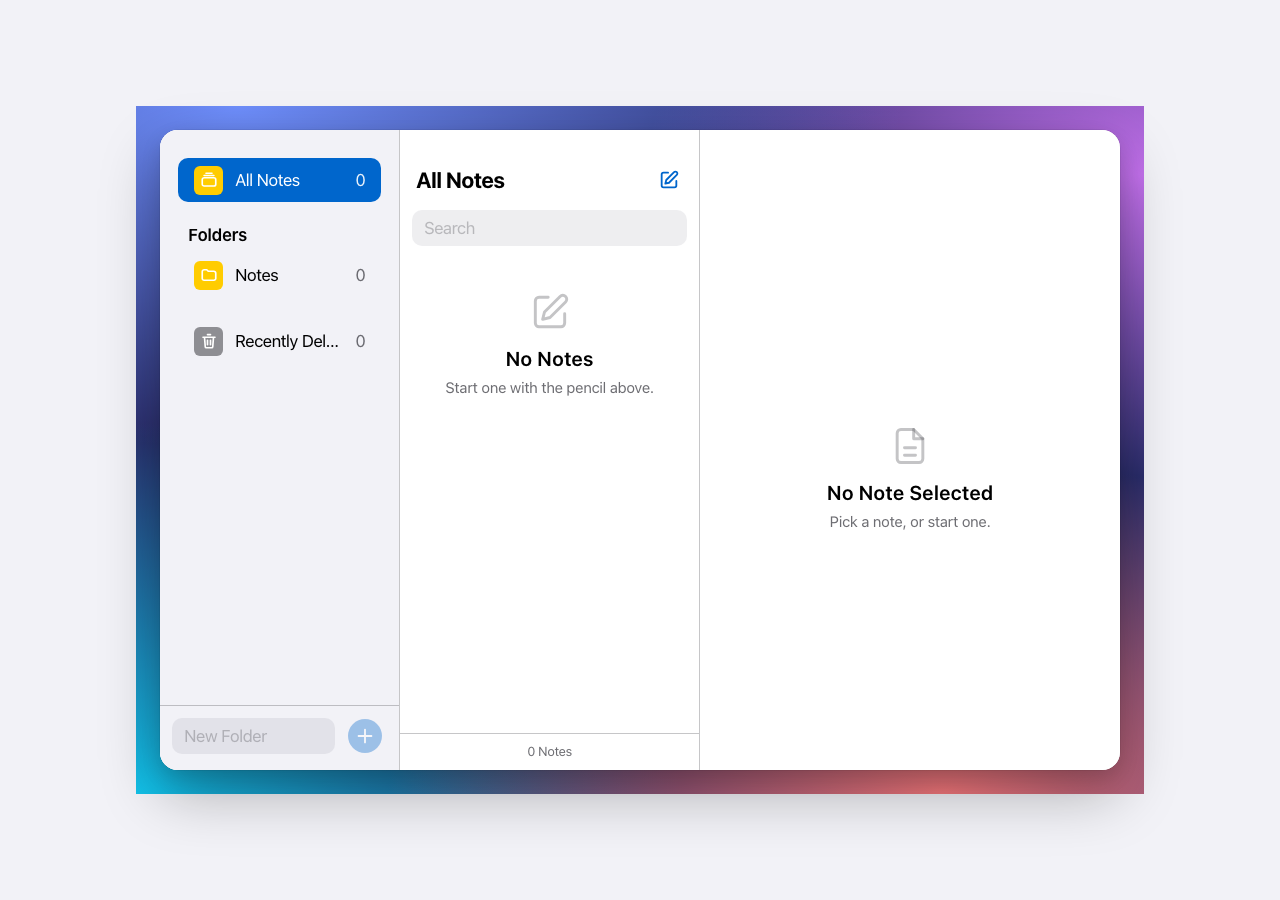 All Notes 0
Folders
Notes 0
Recently Del... 0
New Folder
All Notes
Search
No Notes
Start one with the pencil above.
0 Notes
No Note Selected
Pick a note, or start one.